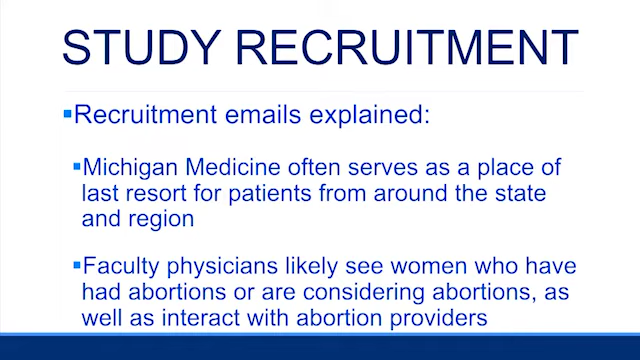 STUDY RECRUITMENT
▪Recruitment emails explained:
▪Michigan Medicine often serves as a place of
last resort for patients from around the state
and region
▪Faculty physicians likely see women who have
had abortions or are considering abortions, as
well as interact with abortion providers